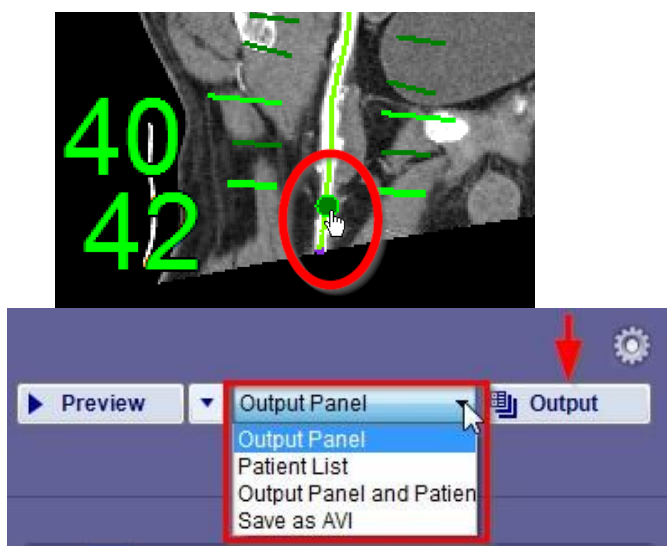 40
42
Preview
Output Panel
Output
Output Panel
Patient List
Output Panel and Patien
Save as AVI